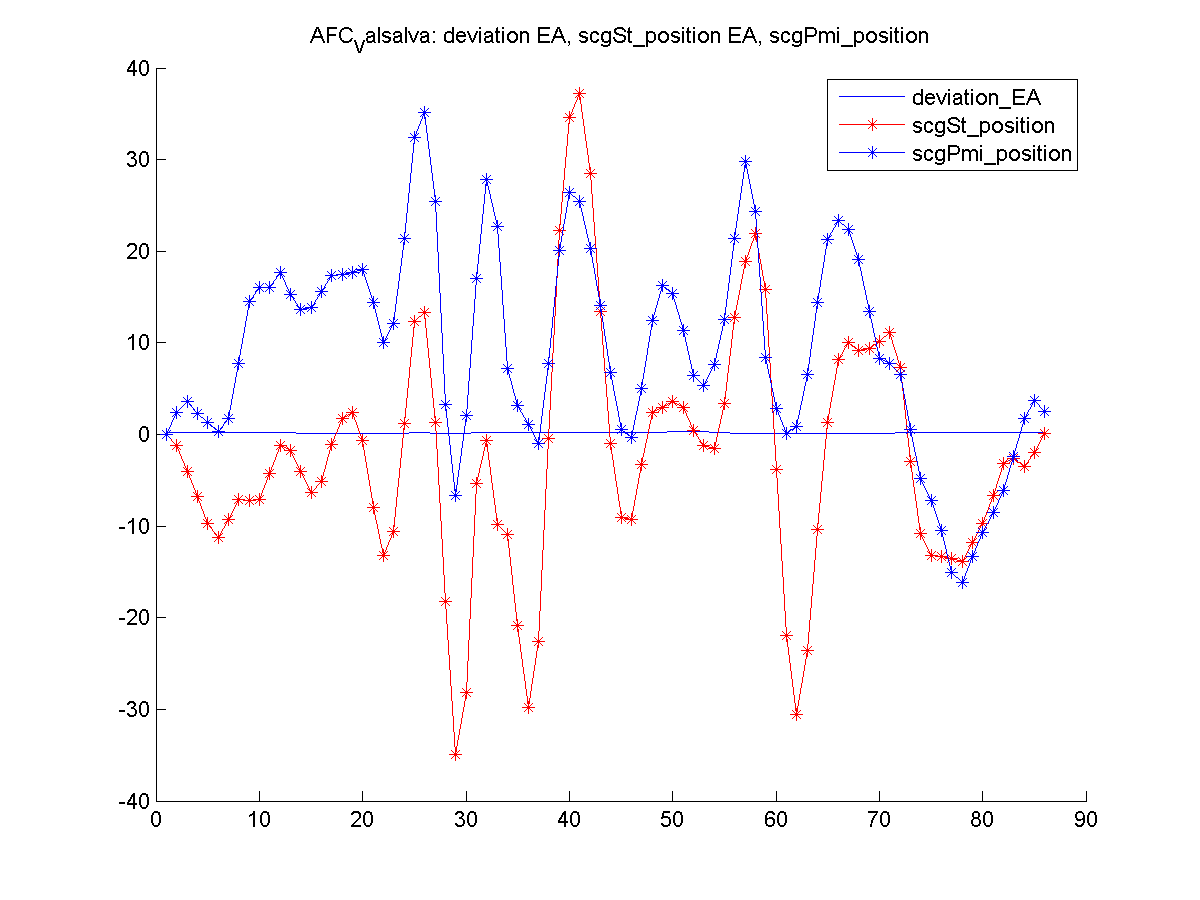 AFC_Valsalva: deviation EA, scgSt_position EA, scgPmi_position
40
30
20
10
0
-10
-20
-30
-40
deviation_EA
scgSt_position
scgPmi_position
0 10 20 30 40 50 60 70 80 90